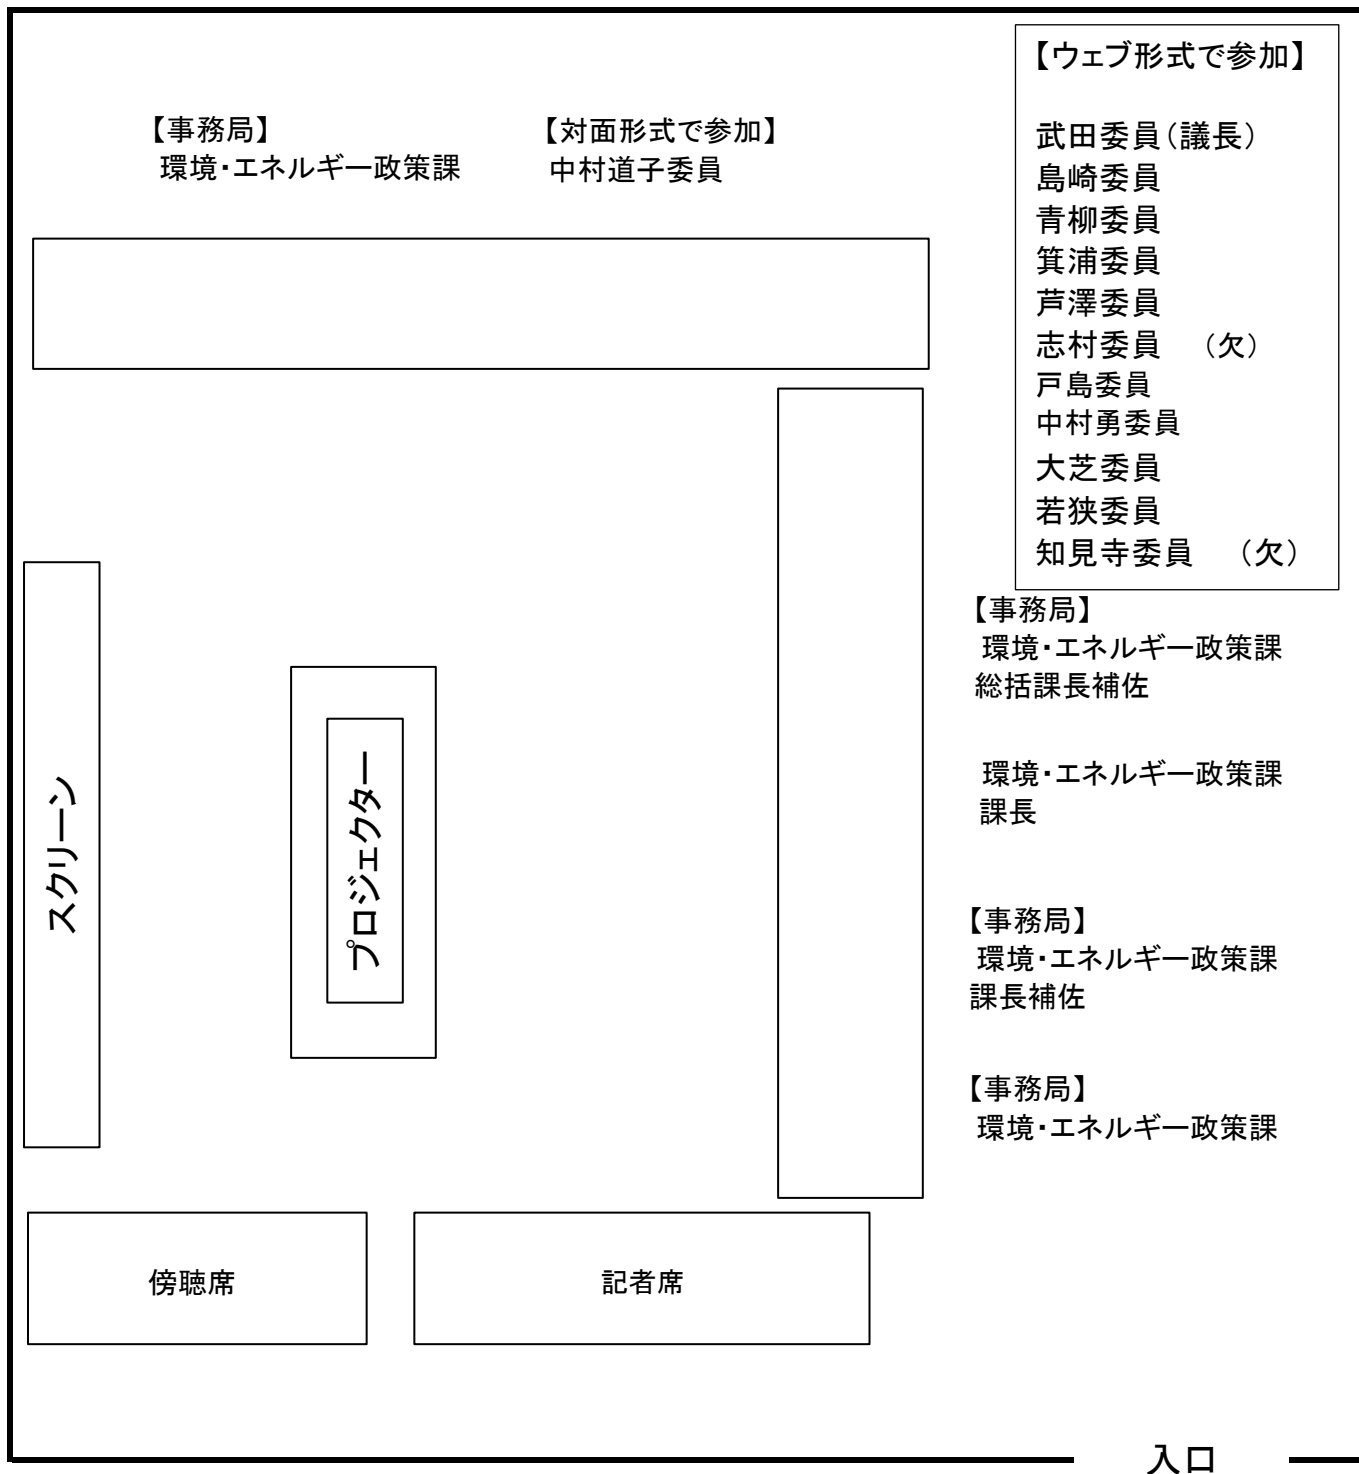 【ウェブ形式で参加】
武田委員（議長）
島崎委員
青柳委員
箕浦委員
芦澤委員
志村委員　（欠）
戸島委員
中村勇委員
大芝委員
若狭委員
知見寺委員　（欠）
【事務局】
環境・エネルギー政策課
【対面形式で参加】
中村道子委員
【事務局】
環境・エネルギー政策課
総括課長補佐
環境・エネルギー政策課
課長
【事務局】
環境・エネルギー政策課
課長補佐
【事務局】
環境・エネルギー政策課
スクリーン
プロジェクター
傍聴席
記者席
入口